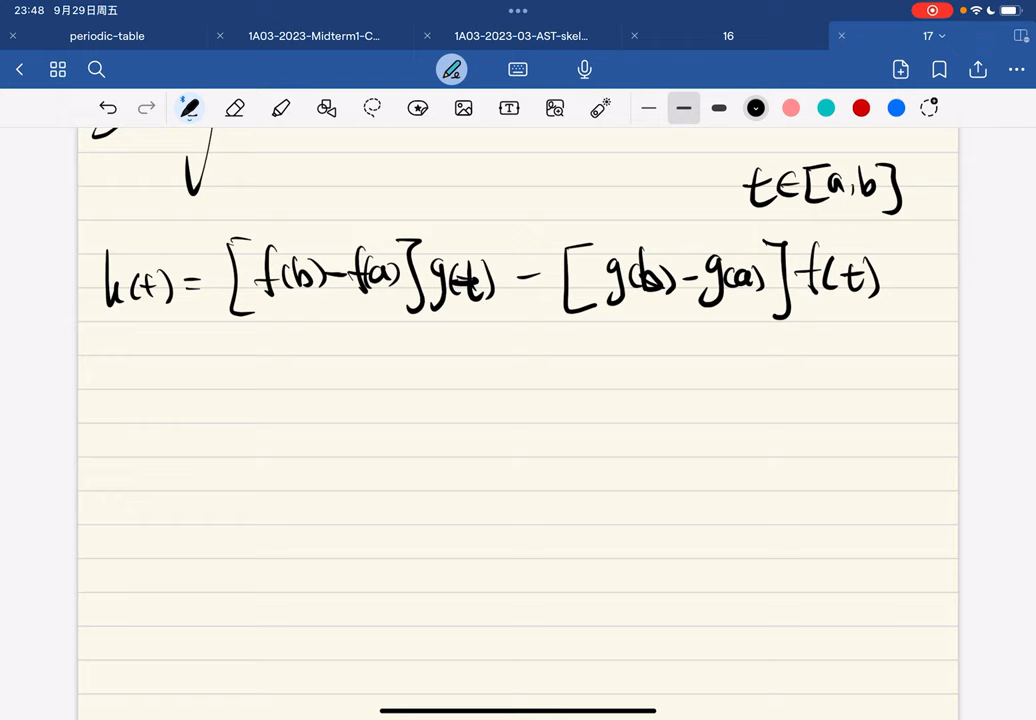 23:48 9月29日周五
periodic-table 1A03-2023-Midterm1-C... 1A03-2023-03-AST-skel... 16 17
t∈[a,b]
h(t) = [f(b)-f(a)]g(t) - [g(b)-g(a)]f(t)